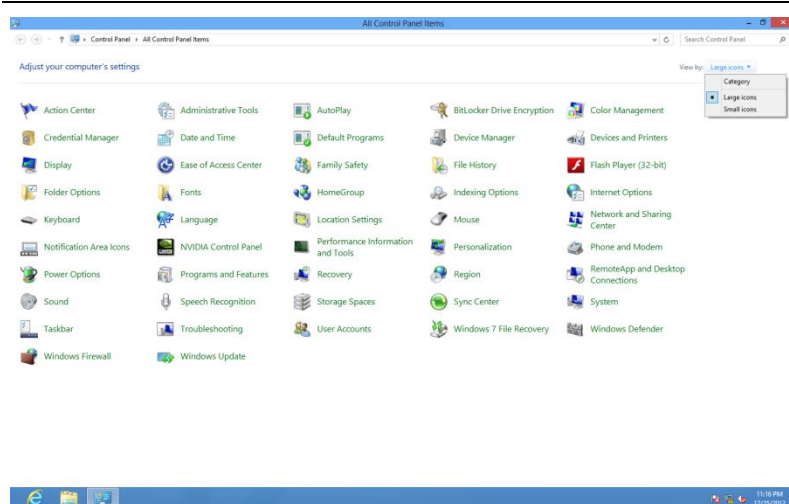 All Control Panel Items
Control Panel All Control Panel Items
Search Control Panel
Adjust your computer's settings
View by: Large icons
Category
Large icons
Small icons
Action Center
Administrative Tools
AutoPlay
BitLocker Drive Encryption
Color Management
Credential Manager
Date and Time
Default Programs
Device Manager
Devices and Printers
Display
Ease of Access Center
Family Safety
File History
Flash Player (32-bit)
Folder Options
Fonts
HomeGroup
Indexing Options
Internet Options
Keyboard
Language
Location Settings
Mouse
Network and Sharing
Center
Notification Area Icons
NVIDIA Control Panel
Performance Information
and Tools
Personalization
Phone and Modem
Power Options
Programs and Features
Recovery
Region
RemoteApp and Desktop
Connections
Sound
Speech Recognition
Storage Spaces
Sync Center
System
Taskbar
Troubleshooting
User Accounts
Windows 7 File Recovery
Windows Defender
Windows Firewall
Windows Update
11:16 PM
12/25/2012